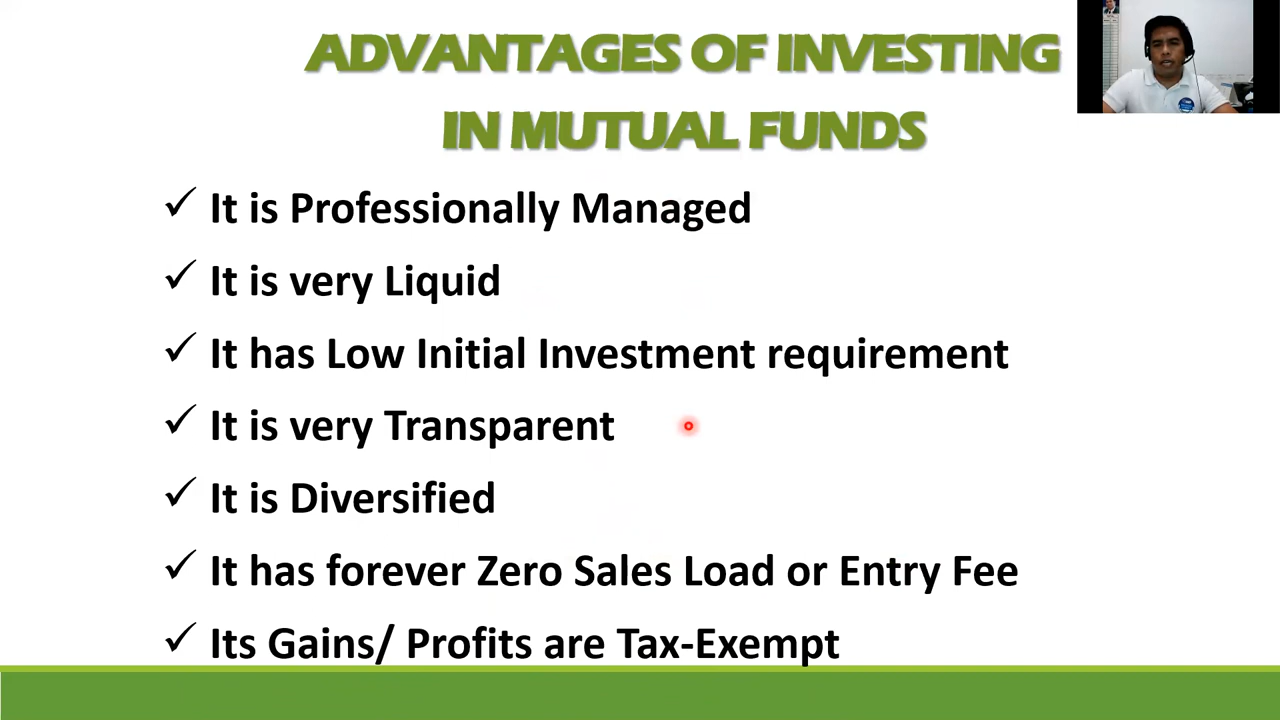 ADVANTAGES OF INVESTING
IN MUTUAL FUNDS
✓ It is Professionally Managed
✓ It is very Liquid
✓ It has Low Initial Investment requirement
✓ It is very Transparent
✓ It is Diversified
✓ It has forever Zero Sales Load or Entry Fee
✓ Its Gains/ Profits are Tax-Exempt